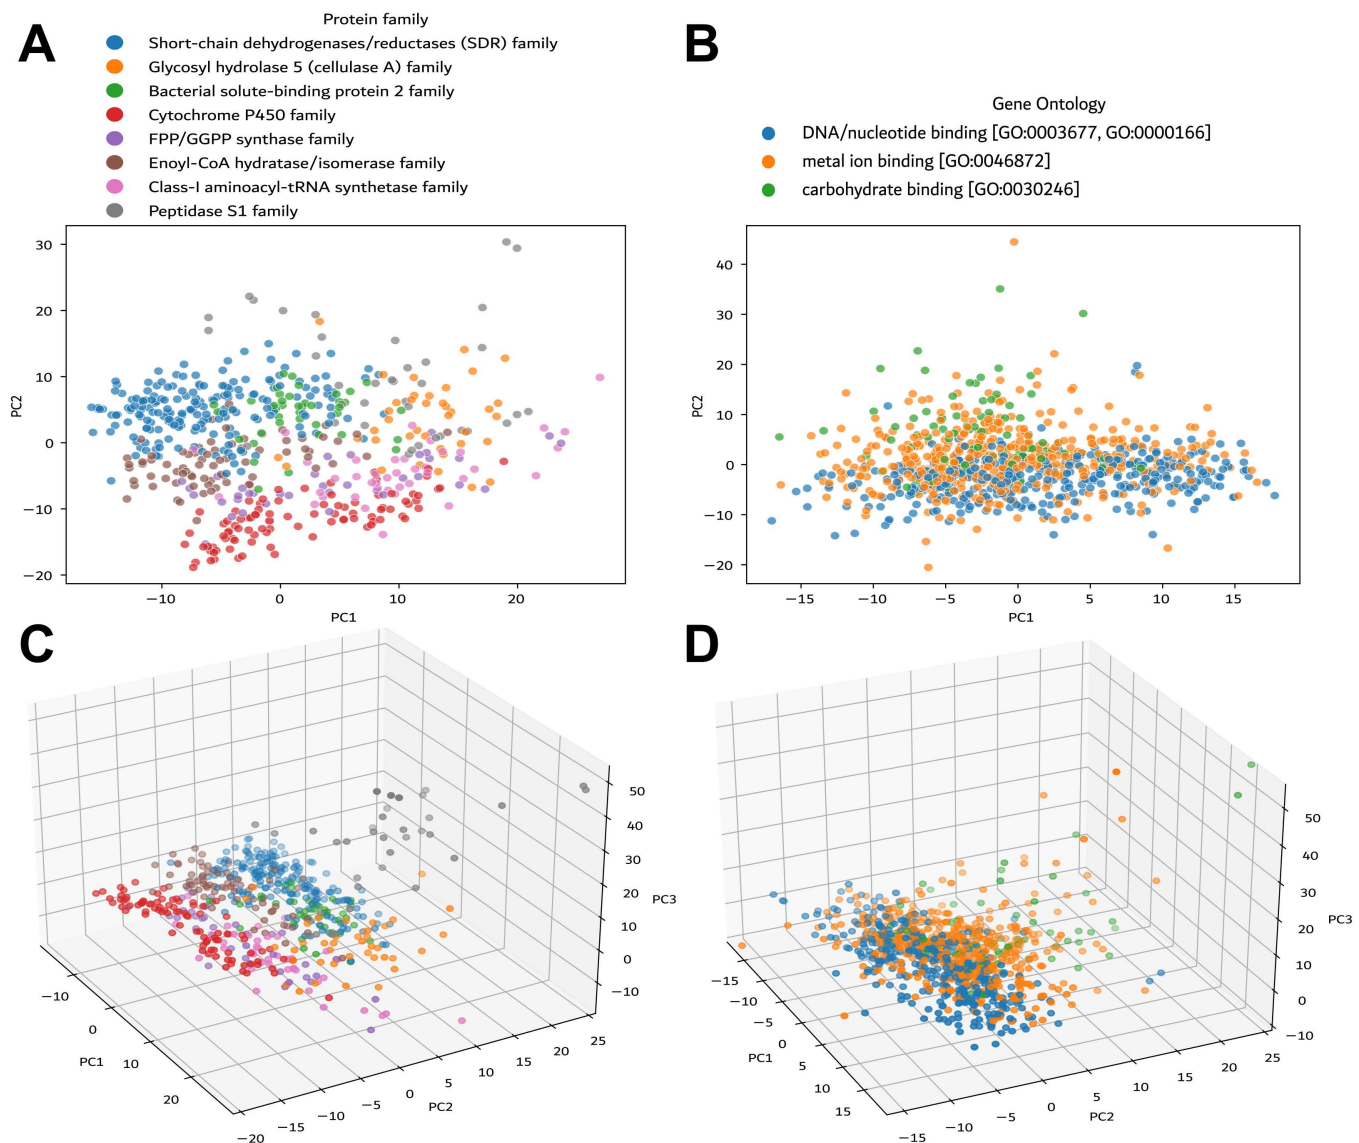 A
Protein family
Short-chain dehydrogenases/reductases (SDR) family
Glycosyl hydrolase 5 (cellulase A) family
Bacterial solute-binding protein 2 family
Cytochrome P450 family
FPP/GGPP synthase family
Enoyl-CoA hydratase/isomerase family
Class-I aminoacyl-tRNA synthetase family
Peptidase S1 family
30
20
10
0
−10
−20
PC2
−10
0
10
20
PC1
B
Gene Ontology
DNA/nucleotide binding [GO:0003677, GO:0000166]
metal ion binding [GO:0046872]
carbohydrate binding [GO:0030246]
40
30
20
10
0
−10
−20
PC2
−15
−10
−5
0
5
10
15
PC1
C
50
40
30
20
10
0
−10
PC3
−10
0
10
20
PC1
−20
−15
−10
−5
0
5
10
15
20
25
PC2
D
50
40
30
20
10
0
−10
PC3
−15
−10
−5
0
5
10
15
PC1
−15
−10
−5
0
5
10
15
20
25
PC2